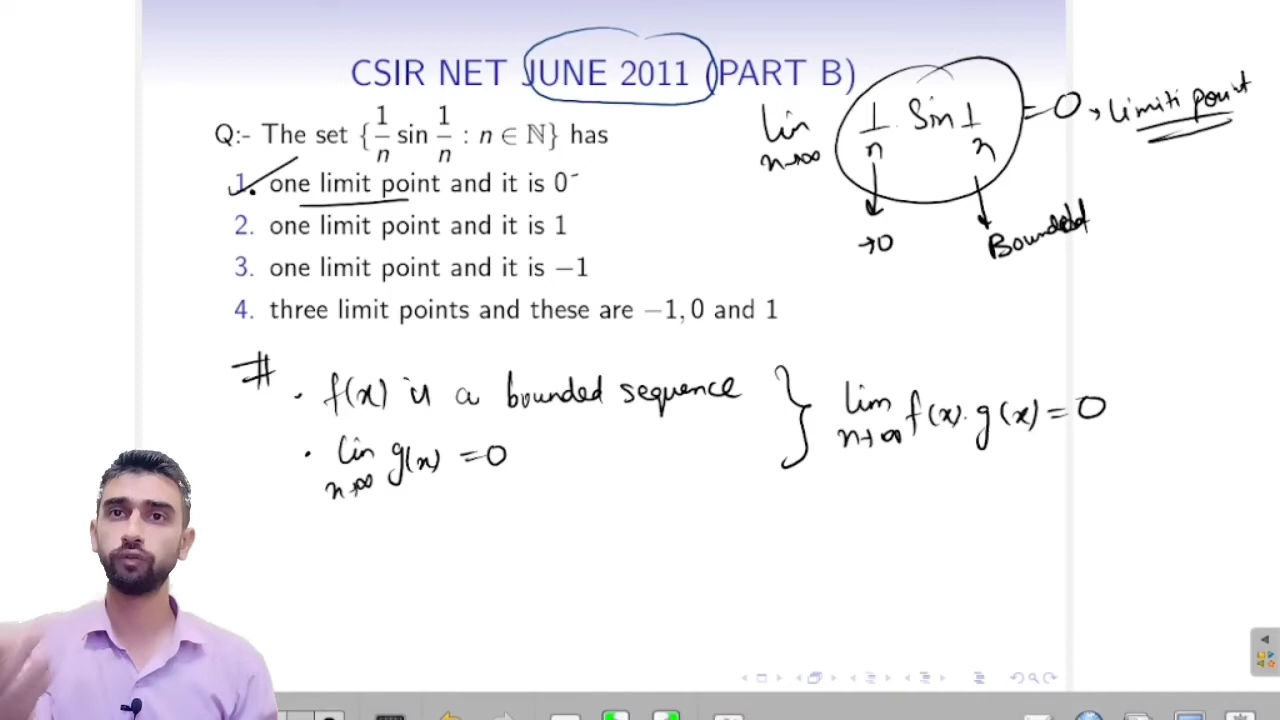 CSIR NET JUNE 2011 (PART B)
Q:- The set {1/n sin 1/n : n ∈ ℕ} has
1. one limit point and it is 0
2. one limit point and it is 1
3. one limit point and it is −1
4. three limit points and these are −1, 0 and 1
lim n→∞ 1/n . Sin 1/n = 0 → limiti point
→0 Bounded
# . f(x) is a bounded sequence
. lim n→∞ g(x) = 0
} lim n→∞ f(x). g(x) = 0